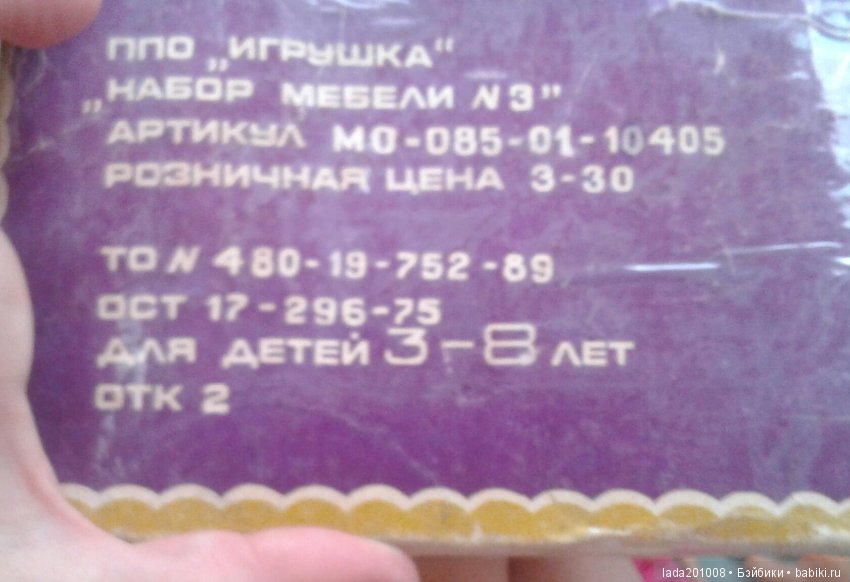 ППО „ИГРУШКА“
„НАБОР МЕБЕЛИ N 3”
АРТИКУЛ МО-085-01-10405
РОЗНИЧНАЯ ЦЕНА 3-30
ТО N 480-19-752-89
ОСТ 17-296-75
ДЛЯ ДЕТЕЙ 3-8 ЛЕТ
ОТК 2
lada201008 • Бэйбики • babiki.ru